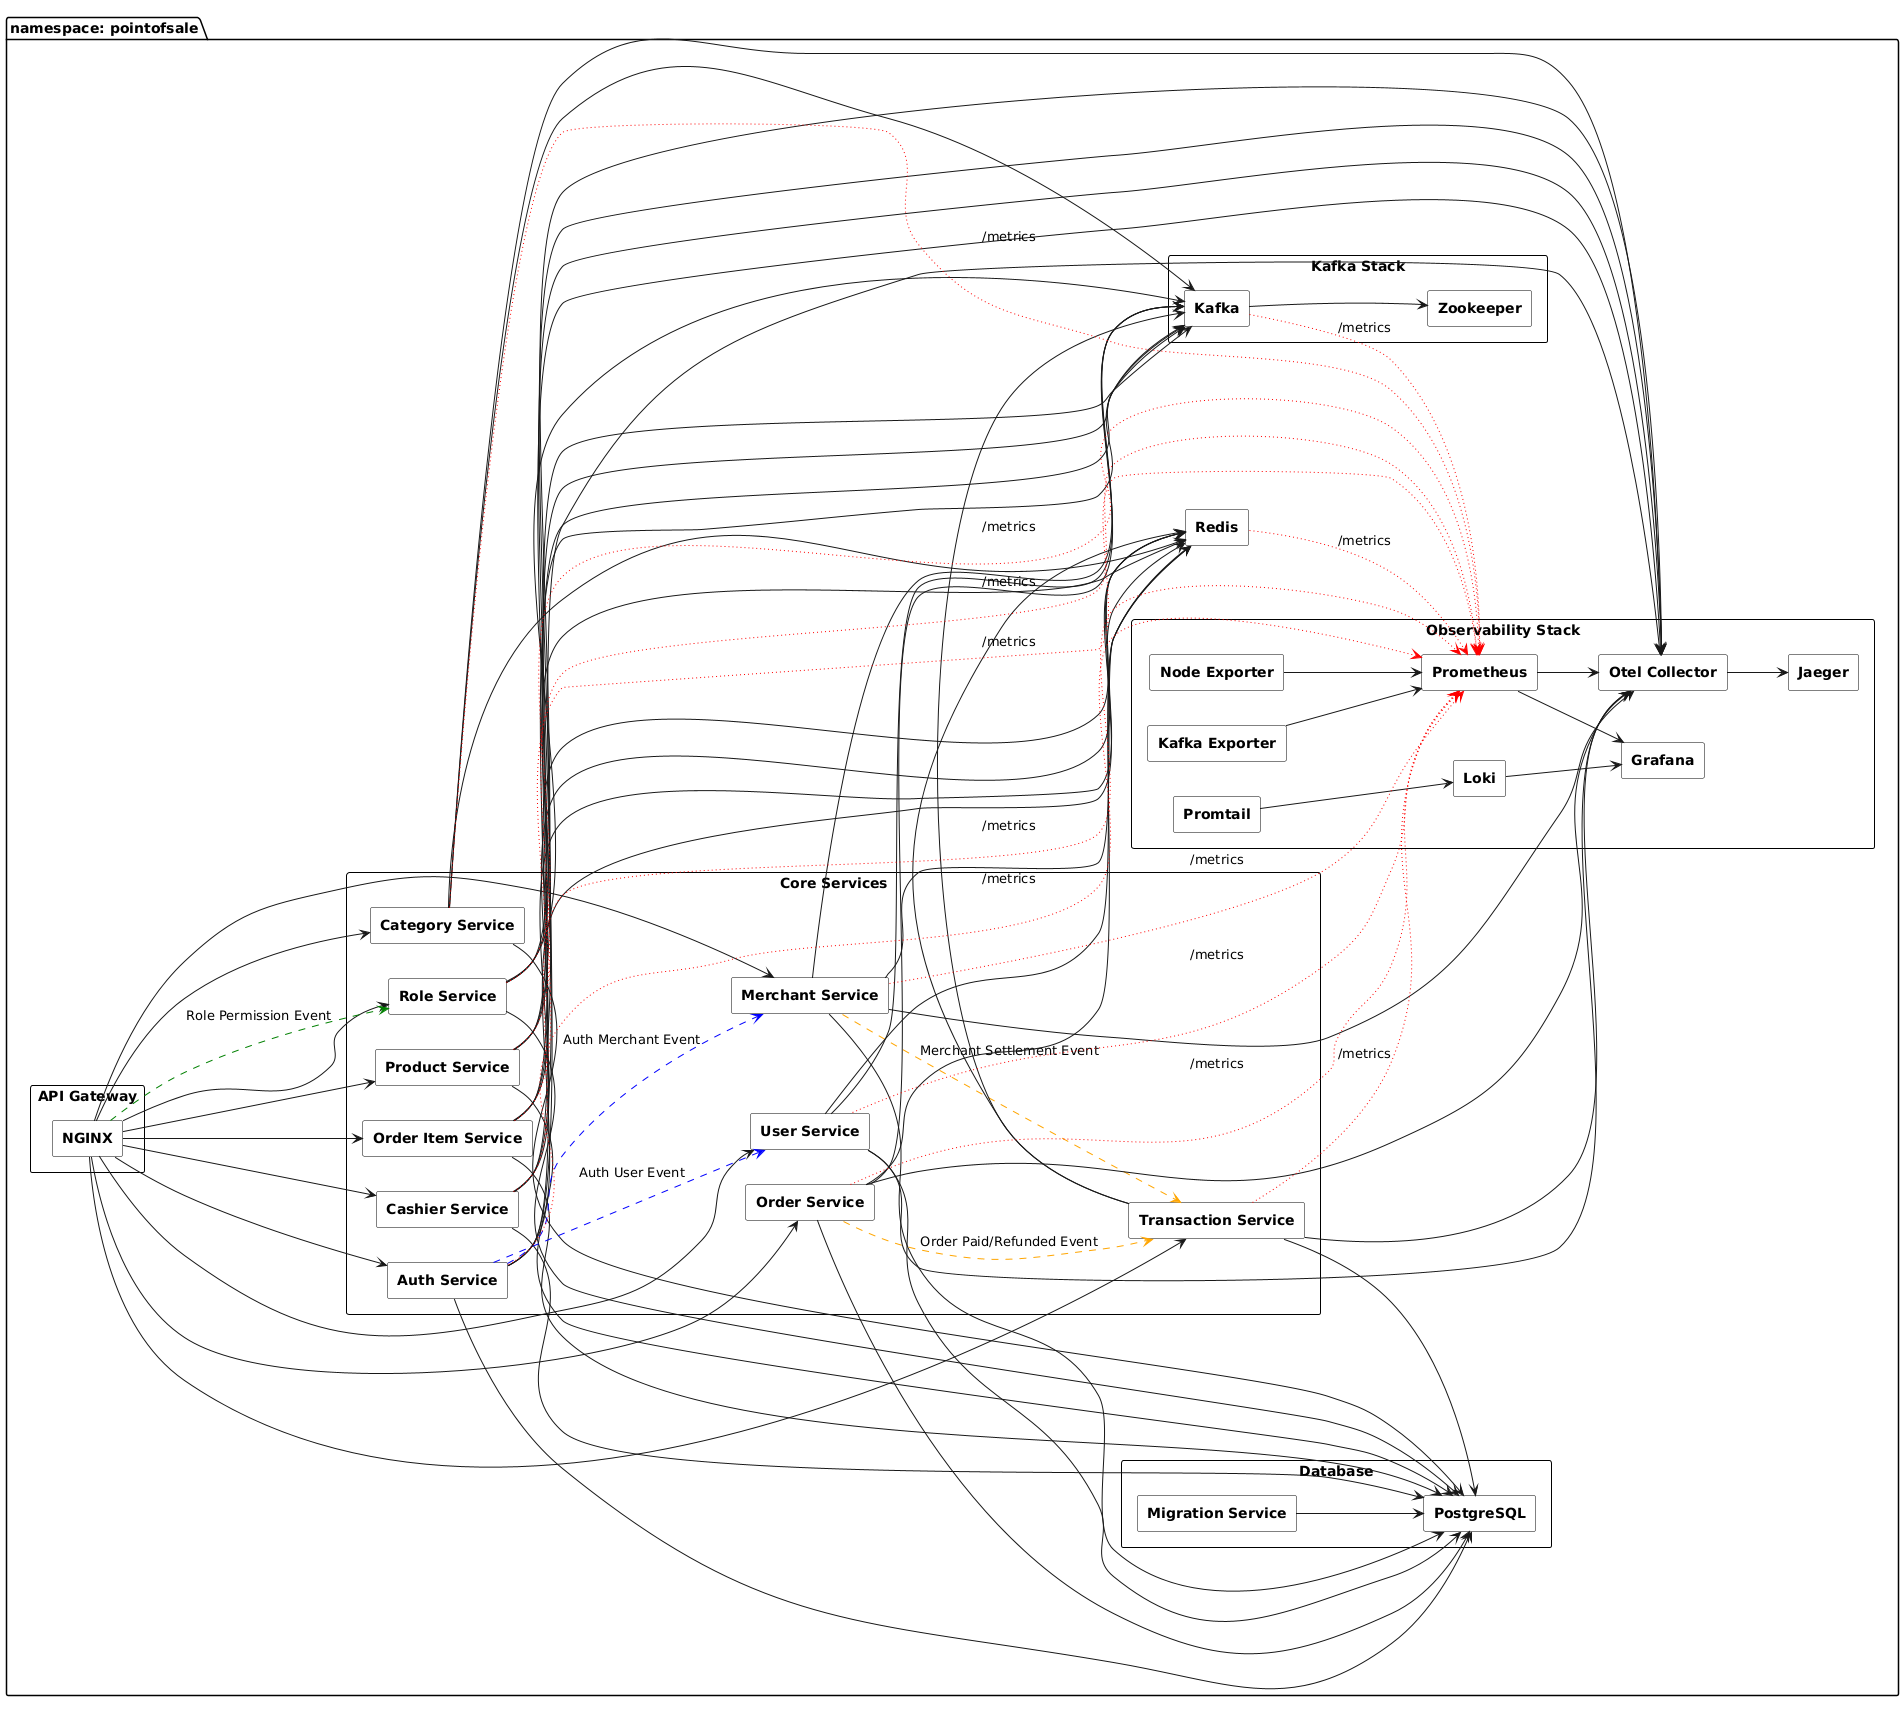 namespace: pointofsale
/metrics
Kafka Stack
Kafka
Zookeeper
/metrics
/metrics
Redis
/metrics
/metrics
/metrics
Observability Stack
Node Exporter
Prometheus
Otel Collector
Jaeger
Kafka Exporter
Grafana
Loki
Promtail
/metrics
/metrics
/metrics
Core Services
Category Service
/metrics
Role Service
Merchant Service
Role Permission Event
Auth Merchant Event
Merchant Settlement Event
/metrics
/metrics
Product Service
API Gateway
NGINX
Order Item Service
User Service
Auth User Event
Order Service
Cashier Service
Transaction Service
Order Paid/Refunded Event
Auth Service
Database
Migration Service
PostgreSQL